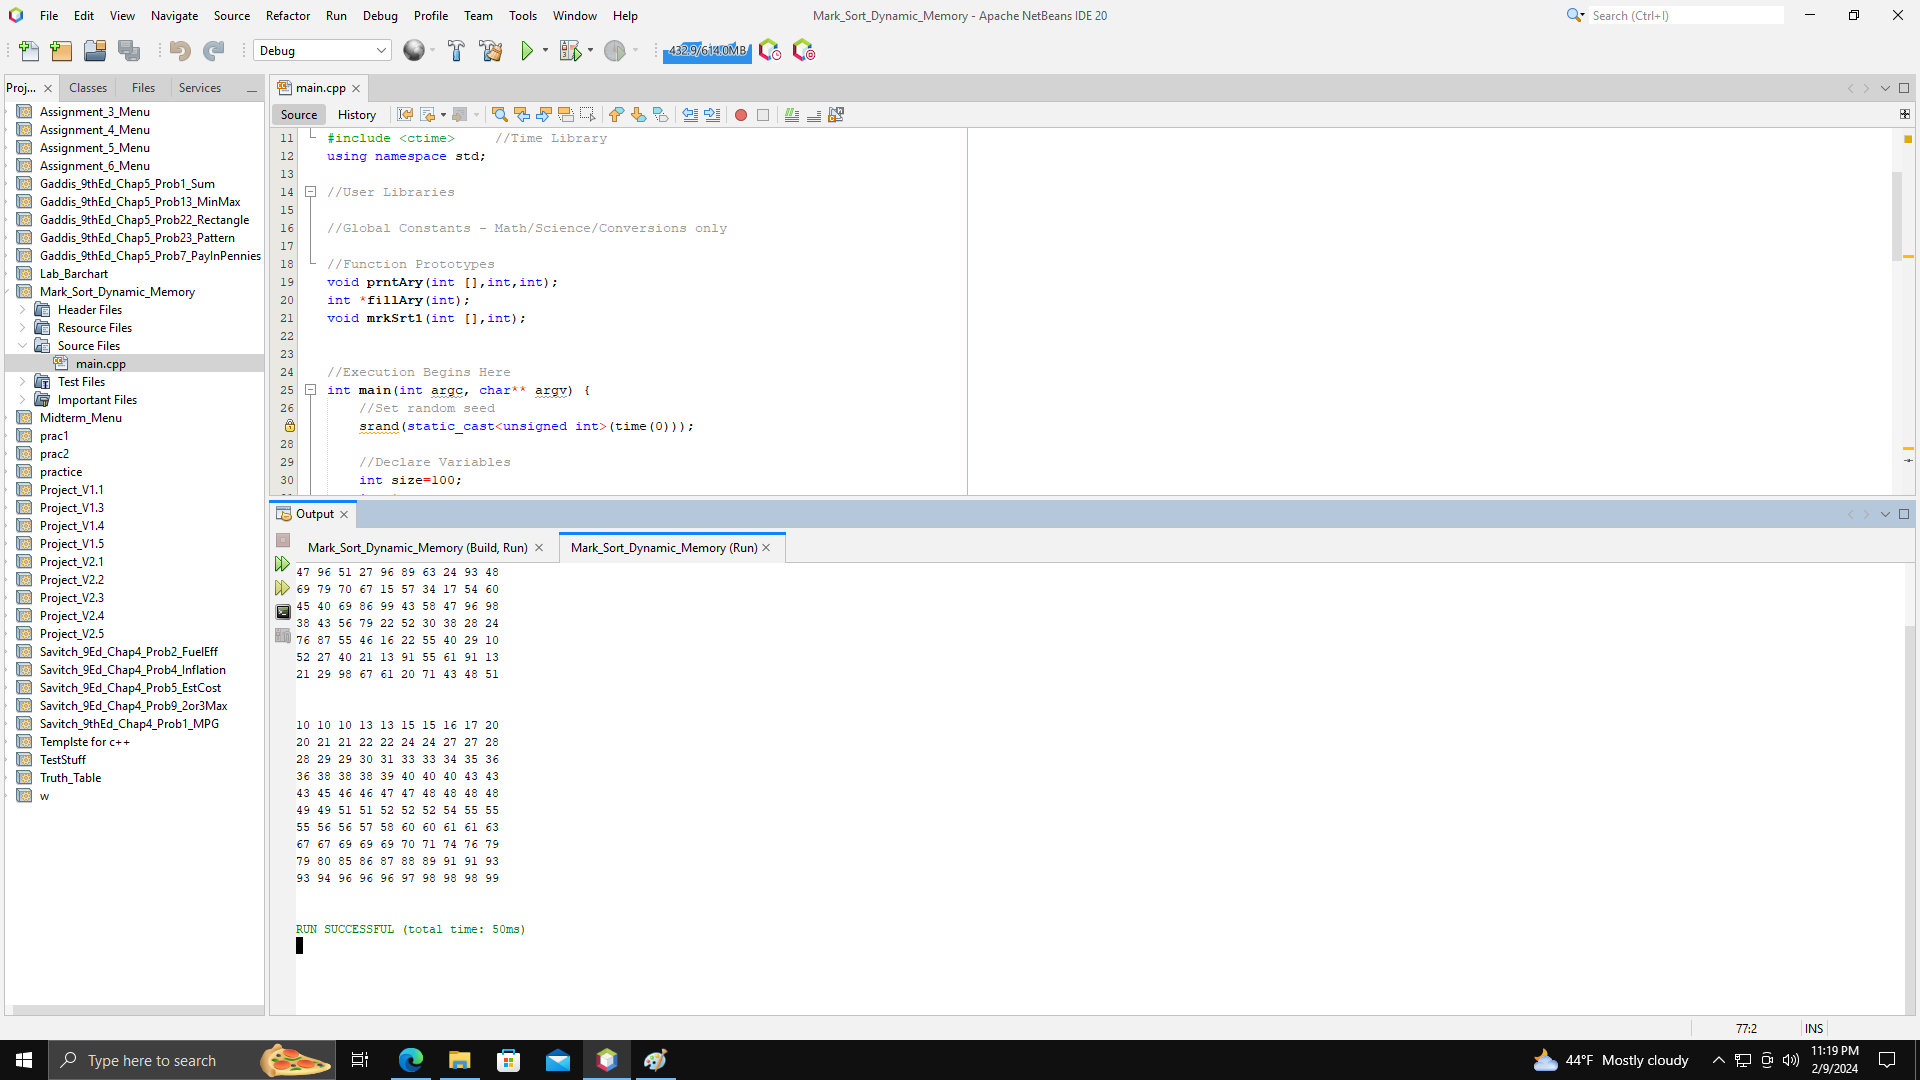 File Edit View Navigate Source Refactor Run Debug Profile Team Tools Window Help
Mark_Sort_Dynamic_Memory - Apache NetBeans IDE 20
Search (Ctrl+I)
Debug
432.9/614.0MB
Proj... Classes Files Services
Assignment_3_Menu
Assignment_4_Menu
Assignment_5_Menu
Assignment_6_Menu
Gaddis_9thEd_Chap5_Prob1_Sum
Gaddis_9thEd_Chap5_Prob13_MinMax
Gaddis_9thEd_Chap5_Prob22_Rectangle
Gaddis_9thEd_Chap5_Prob23_Pattern
Gaddis_9thEd_Chap5_Prob7_PayInPennies
Lab_Barchart
Mark_Sort_Dynamic_Memory
Header Files
Resource Files
Source Files
main.cpp
Test Files
Important Files
Midterm_Menu
prac1
prac2
practice
Project_V1.1
Project_V1.3
Project_V1.4
Project_V1.5
Project_V2.1
Project_V2.2
Project_V2.3
Project_V2.4
Project_V2.5
Savitch_9Ed_Chap4_Prob2_FuelEff
Savitch_9Ed_Chap4_Prob4_Inflation
Savitch_9Ed_Chap4_Prob5_EstCost
Savitch_9Ed_Chap4_Prob9_2or3Max
Savitch_9thEd_Chap4_Prob1_MPG
Templste for c++
TestStuff
Truth_Table
w
main.cpp
Source History
11 #include <ctime> //Time Library
12 using namespace std;
13
14 //User Libraries
15
16 //Global Constants - Math/Science/Conversions only
17
18 //Function Prototypes
19 void prntAry(int [],int,int);
20 int *fillAry(int);
21 void mrkSrt1(int [],int);
22
23
24 //Execution Begins Here
25 int main(int argc, char** argv) {
26 //Set random seed
srand(static_cast<unsigned int>(time(0)));
28
29 //Declare Variables
30 int size=100;
Output
Mark_Sort_Dynamic_Memory (Build, Run) Mark_Sort_Dynamic_Memory (Run)
47 96 51 27 96 89 63 24 93 48
69 79 70 67 15 57 34 17 54 60
45 40 69 86 99 43 58 47 96 98
38 43 56 79 22 52 30 38 28 24
76 87 55 46 16 22 55 40 29 10
52 27 40 21 13 91 55 61 91 13
21 29 98 67 61 20 71 43 48 51
10 10 10 13 13 15 15 16 17 20
20 21 21 22 22 24 24 27 27 28
28 29 29 30 31 33 33 34 35 36
36 38 38 38 39 40 40 40 43 43
43 45 46 46 47 47 48 48 48 48
49 49 51 51 52 52 52 54 55 55
55 56 56 57 58 60 60 61 61 63
67 67 69 69 69 70 71 74 76 79
79 80 85 86 87 88 89 91 91 93
93 94 96 96 96 97 98 98 98 99
RUN SUCCESSFUL (total time: 50ms)
77:2 INS
Type here to search
44°F Mostly cloudy
11:19 PM
2/9/2024